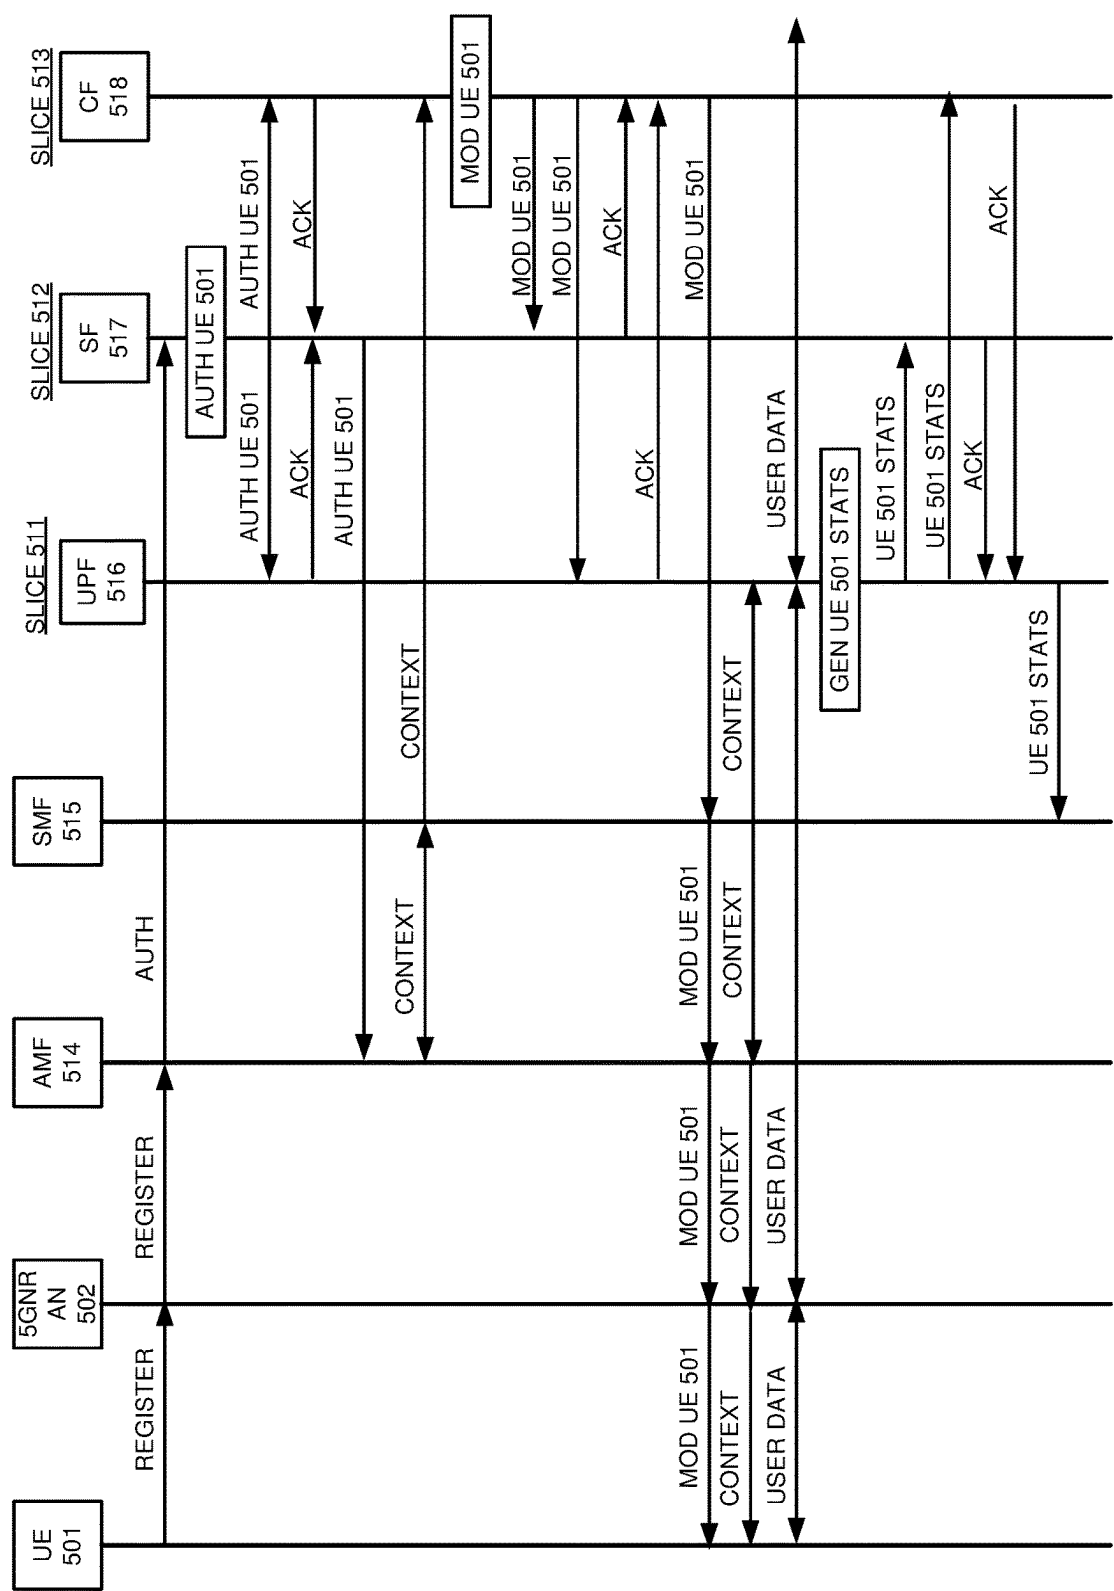 UE
501
5GNR
AN
502
AMF
514
SMF
515
SLICE 511
UPF
516
SLICE 512
SF
517
SLICE 513
CF
518
REGISTER
REGISTER
AUTH
AUTH UE 501
AUTH UE 501
AUTH UE 501
ACK
ACK
AUTH UE 501
CONTEXT
CONTEXT
MOD UE 501
MOD UE 501
MOD UE 501
ACK
ACK
MOD UE 501
MOD UE 501
MOD UE 501
MOD UE 501
CONTEXT
CONTEXT
CONTEXT
CONTEXT
USER DATA
USER DATA
USER DATA
GEN UE 501 STATS
UE 501 STATS
UE 501 STATS
ACK
ACK
UE 501 STATS